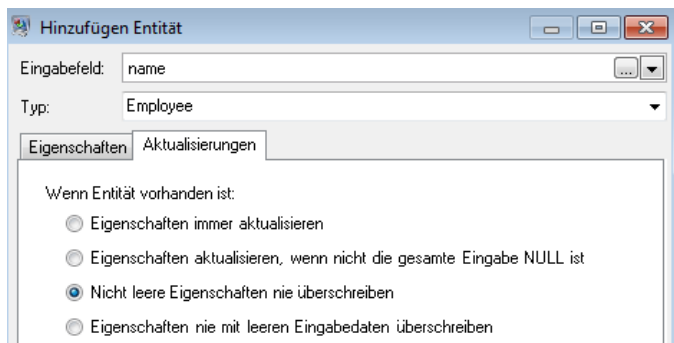 Hinzufügen Entität
Eingabefeld: name ...
Typ: Employee
Eigenschaften Aktualisierungen
Wenn Entität vorhanden ist:
Eigenschaften immer aktualisieren
Eigenschaften aktualisieren, wenn nicht die gesamte Eingabe NULL ist
Nicht leere Eigenschaften nie überschreiben
Eigenschaften nie mit leeren Eingabedaten überschreiben